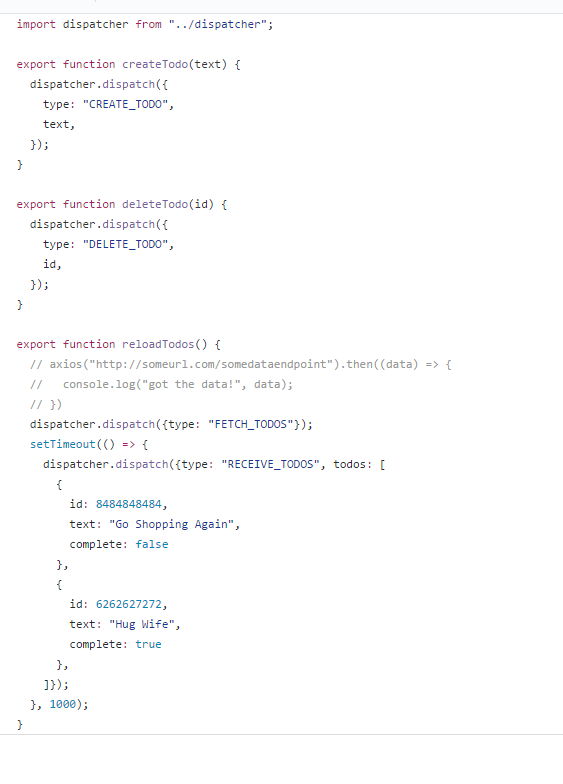 import dispatcher from "../dispatcher";

export function createTodo(text) {
  dispatcher.dispatch({
    type: "CREATE_TODO",
    text,
  });
}

export function deleteTodo(id) {
  dispatcher.dispatch({
    type: "DELETE_TODO",
    id,
  });
}

export function reloadTodos() {
  // axios("http://someurl.com/somedataendpoint").then((data) => {
  //   console.log("got the data!", data);
  // })
  dispatcher.dispatch({type: "FETCH_TODOS"});
  setTimeout(() => {
    dispatcher.dispatch({type: "RECEIVE_TODOS", todos: [
      {
        id: 8484848484,
        text: "Go Shopping Again",
        complete: false
      },
      {
        id: 6262627272,
        text: "Hug Wife",
        complete: true
      },
    ]});
  }, 1000);
}